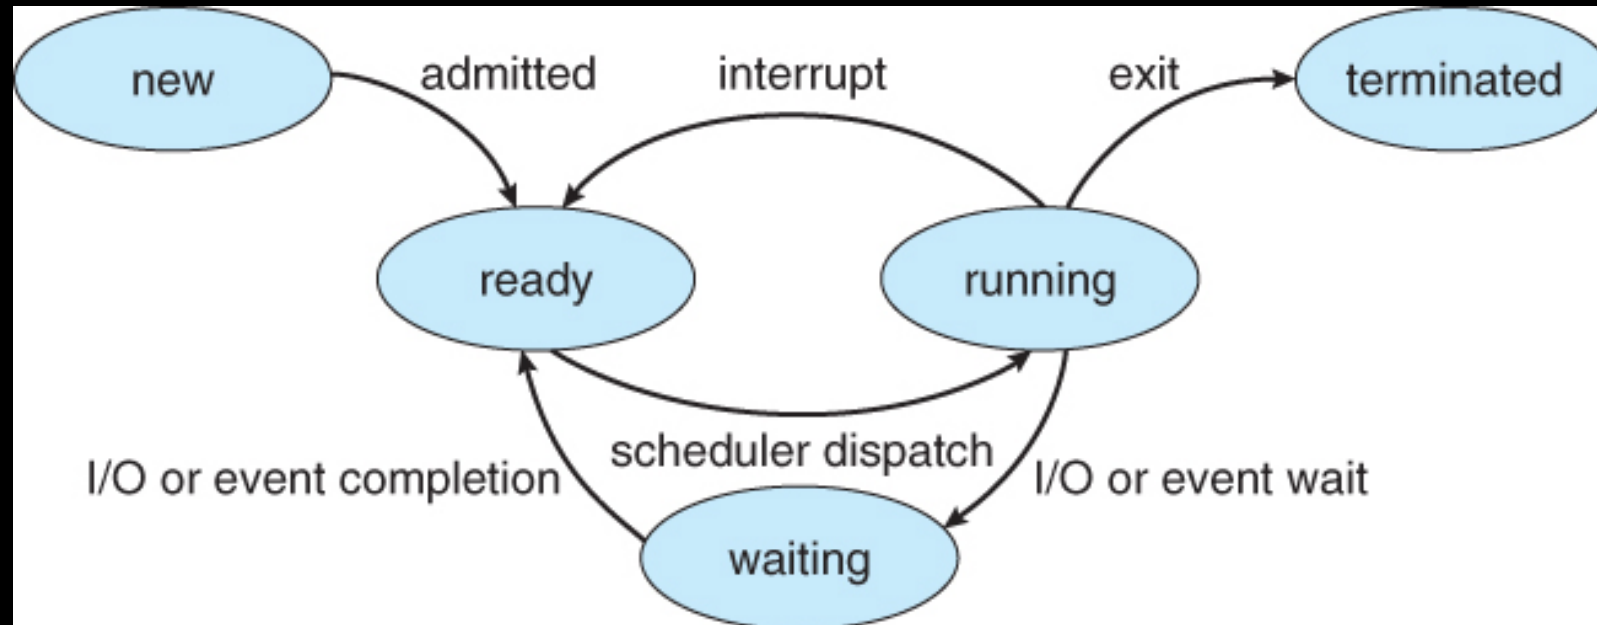 new
admitted
interrupt
exit
terminated
ready
running
scheduler dispatch
I/O or event completion
I/O or event wait
waiting